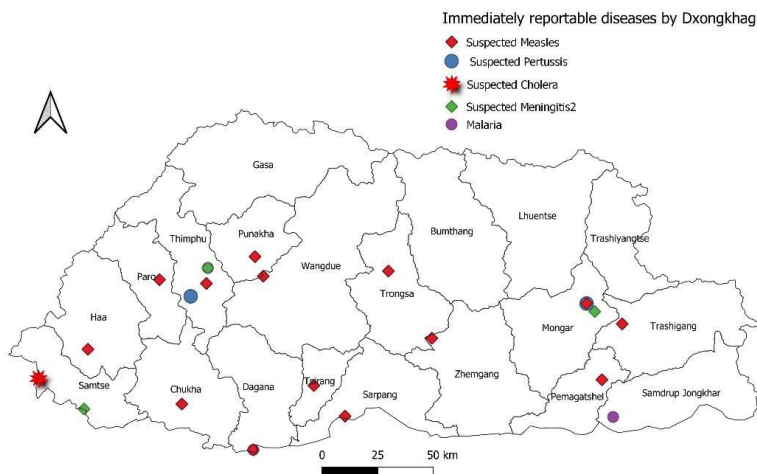 Immediately reportable diseases by Dxongkhag
Suspected Measles
Suspected Pertussis
Suspected Cholera
Suspected Meningitis2
Malaria
Gasa
Lhuentse
Bumthang
Punakha
Thimphu
Trashiyangtse
Wangdue
Paro
Trongsa
Haa
Mongar
Trashigang
Zhemgang
Samtse
Chukha
Dagana
Tsirang
Sarpang
Pemagatshel
Samdrup Jongkhar
0 25 50 km